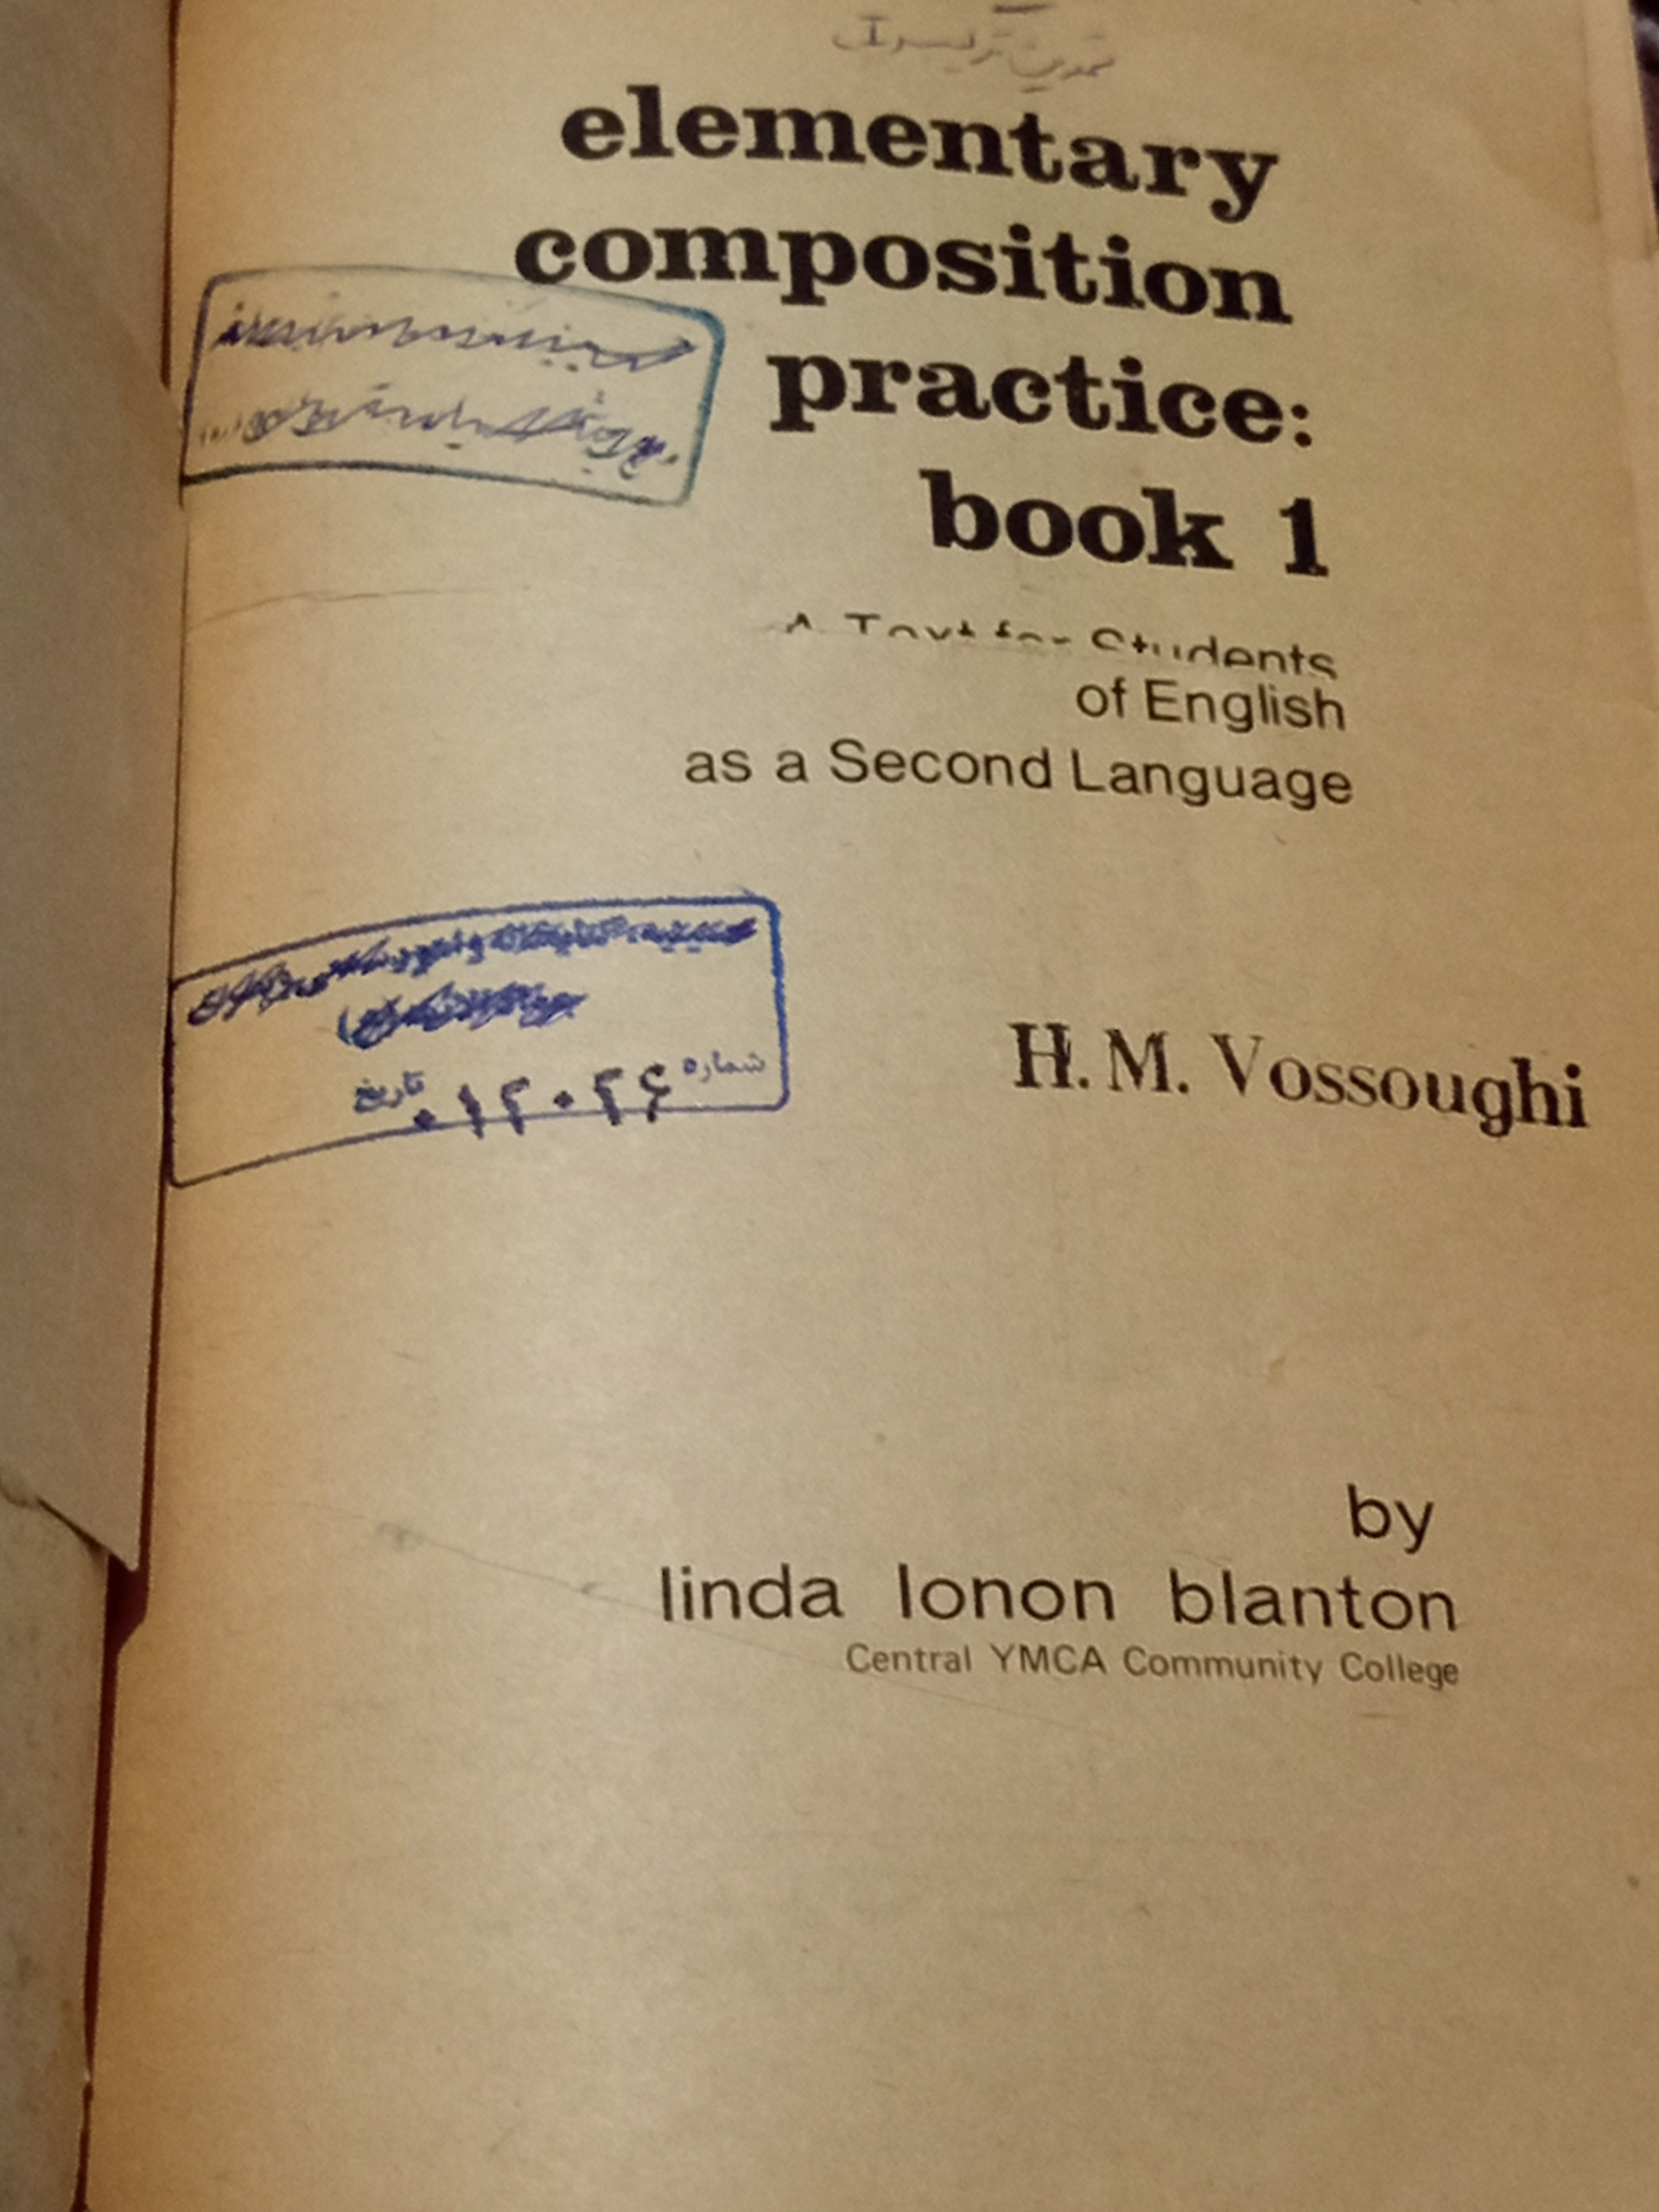 elementary
composition
practice:
book 1
A Text for Students
of English
as a Second Language
شماره ۰۱۲۰۲۶ تاریخ
H. M. Vossoughi
by
linda lonon blanton
Central YMCA Community College